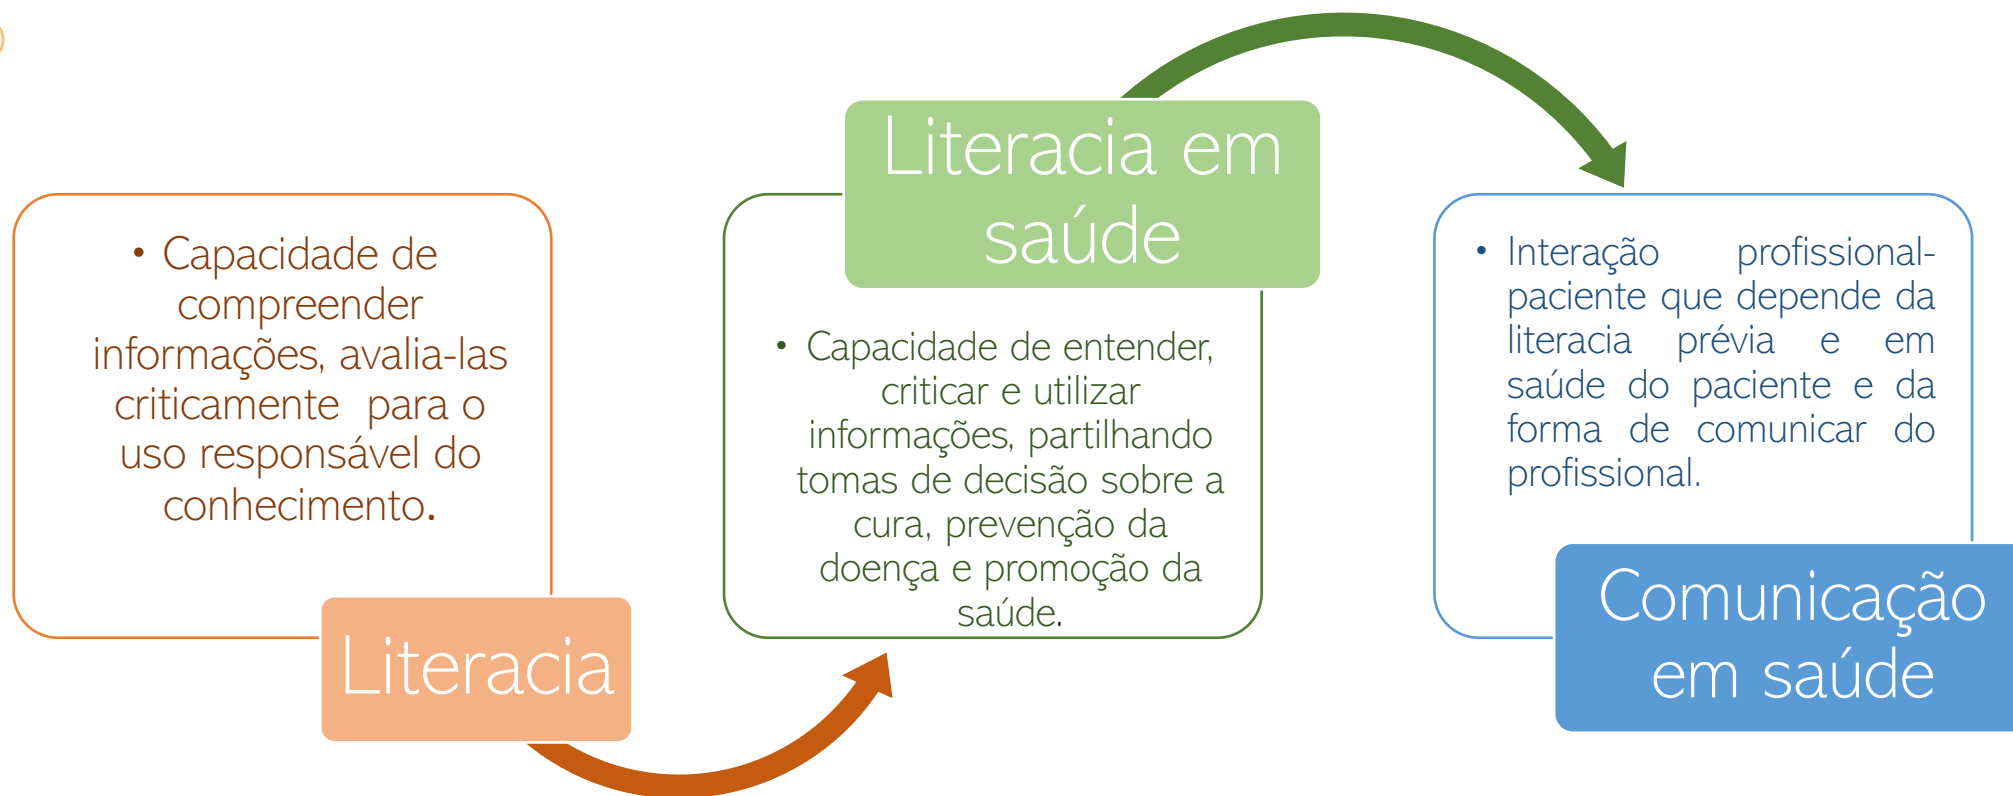 • Capacidade de
compreender
informações, avalia-las
criticamente para o
uso responsável do
conhecimento.
Literacia
Literacia em
saúde
• Capacidade de entender,
criticar e utilizar
informações, partilhando
tomas de decisão sobre a
cura, prevenção da
doença e promoção da
saúde.
• Interação profissional-
paciente que depende da
literacia prévia e em
saúde do paciente e da
forma de comunicar do
profissional.
Comunicação
em saúde